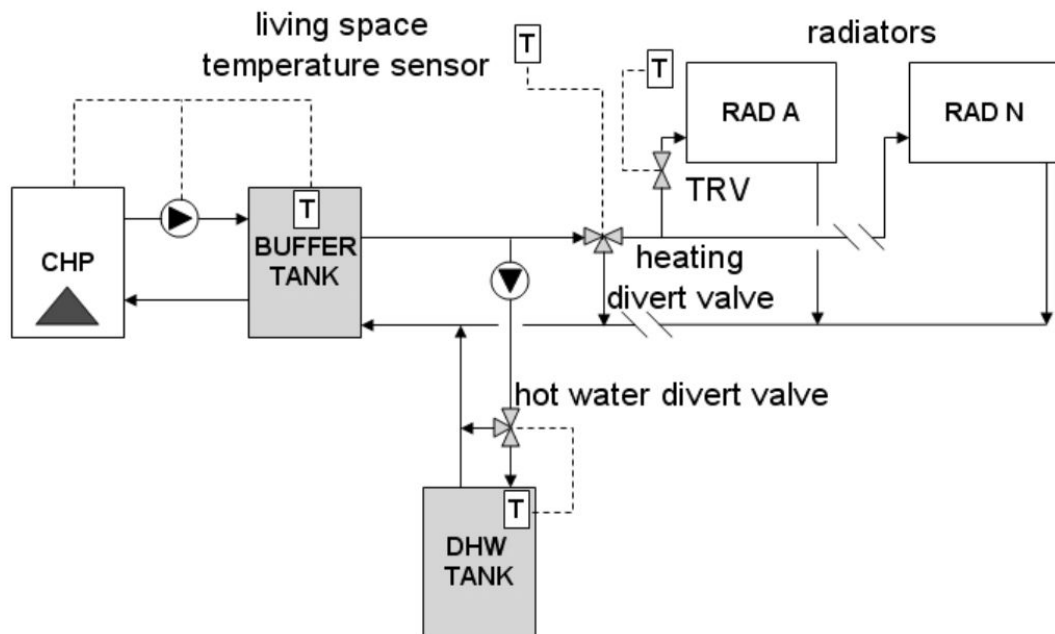 living space
temperature sensor
T
T
radiators
RAD A
RAD N
TRV
CHP
T
BUFFER
TANK
heating
divert valve
hot water divert valve
T
DHW
TANK